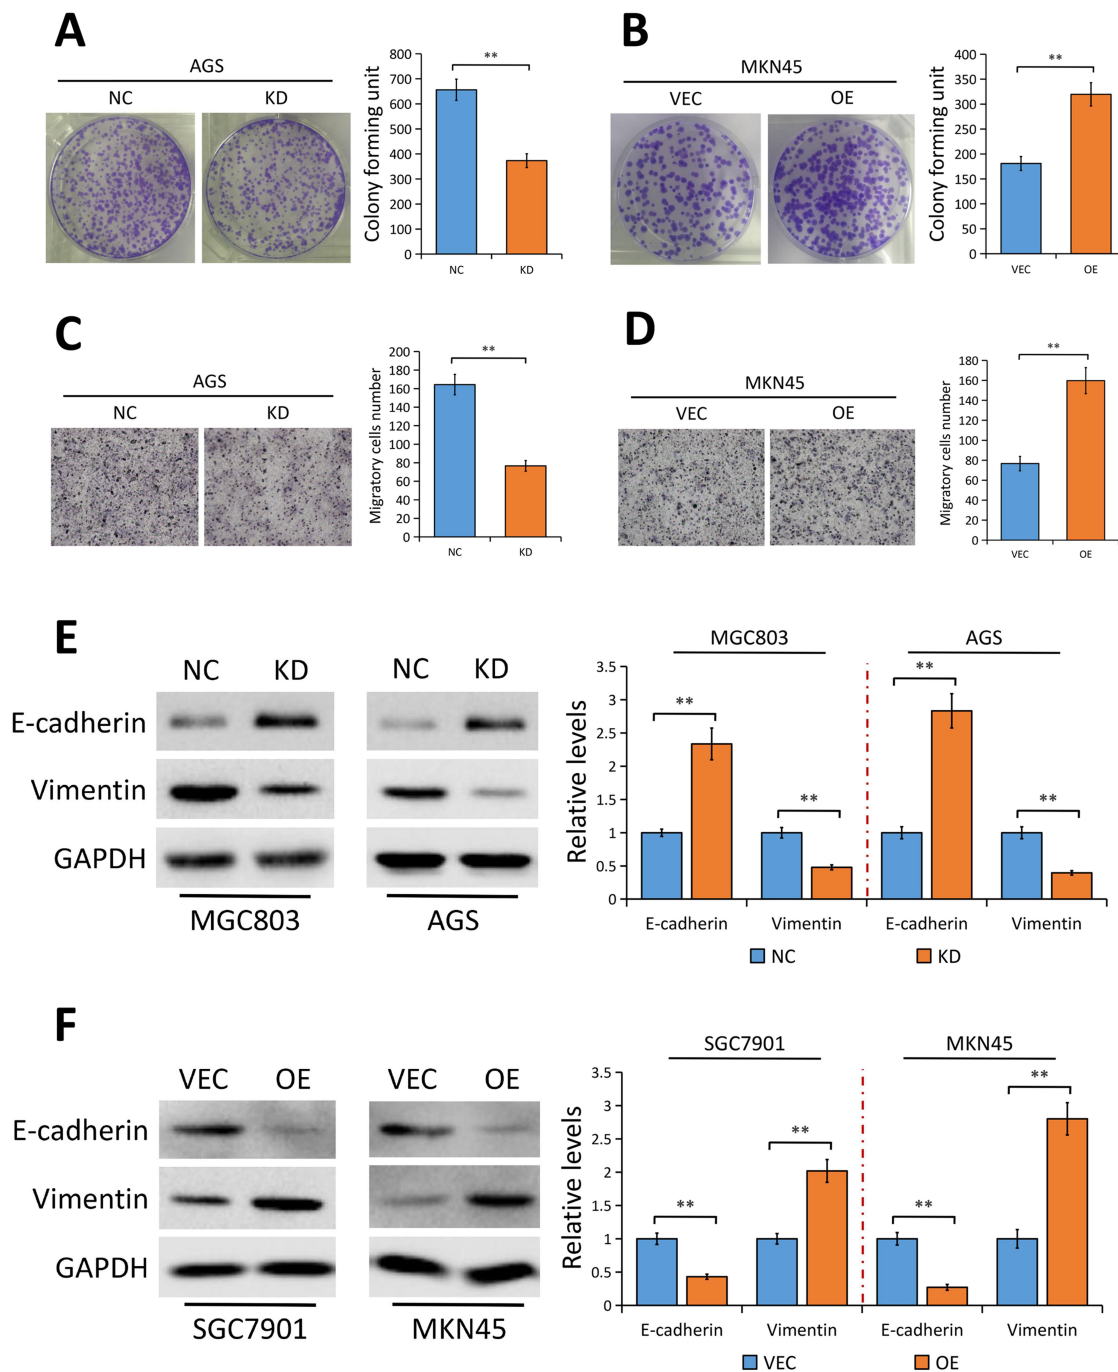 A
AGS
NC KD
Colony forming unit
800
700
600
500
400
300
200
100
0
**
NC KD
B
MKN45
VEC OE
Colony forming unit
400
350
300
250
200
150
100
50
0
**
VEC OE
C
AGS
NC KD
Migratory cells number
200
180
160
140
120
100
80
60
40
20
0
**
NC KD
D
MKN45
VEC OE
Migratory cells number
180
160
140
120
100
80
60
40
20
0
**
VEC OE
E
NC KD NC KD
E-cadherin
Vimentin
GAPDH
MGC803 AGS
MGC803 AGS
Relative levels
3.5
3
2.5
2
1.5
1
0.5
0
** ** ** **
E-cadherin Vimentin E-cadherin Vimentin
NC KD
F
VEC OE VEC OE
E-cadherin
Vimentin
GAPDH
SGC7901 MKN45
SGC7901 MKN45
Relative levels
3.5
3
2.5
2
1.5
1
0.5
0
** ** ** **
E-cadherin Vimentin E-cadherin Vimentin
VEC OE